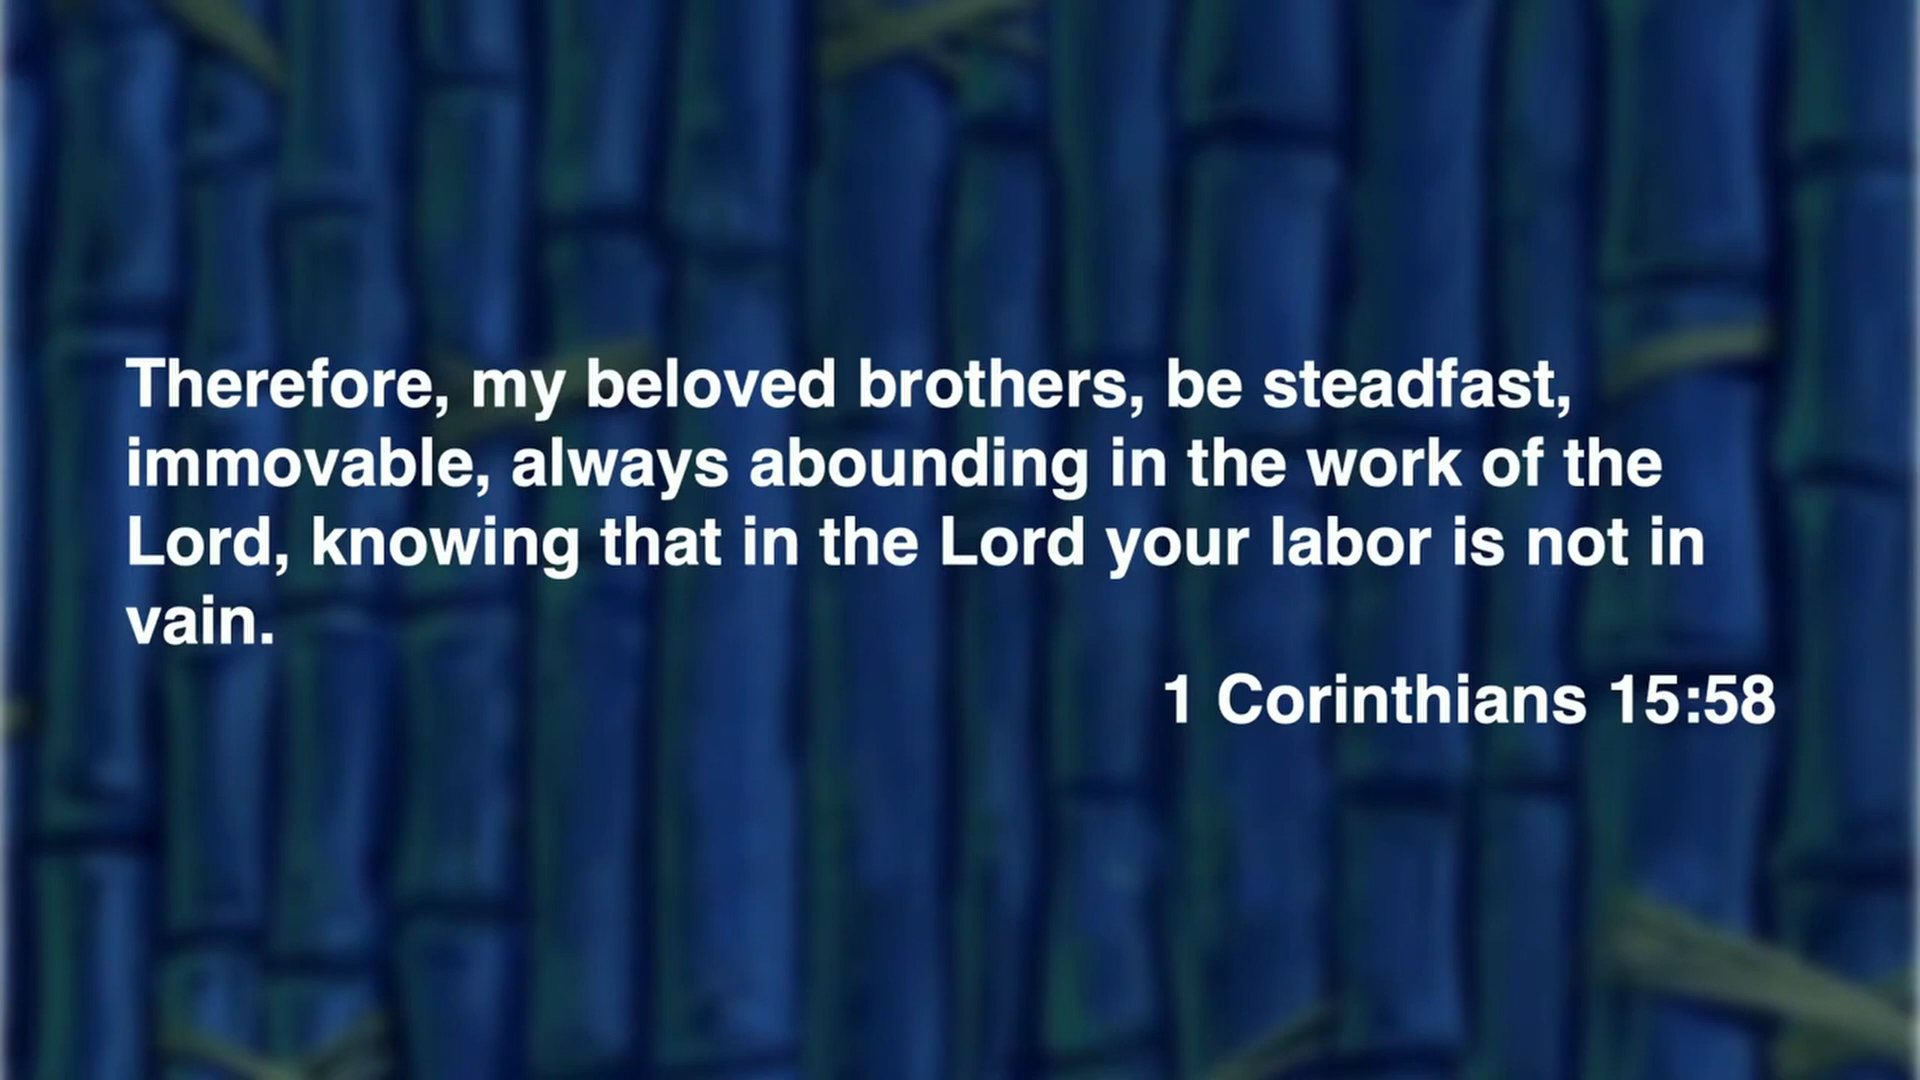 Therefore, my beloved brothers, be steadfast,
immovable, always abounding in the work of the
Lord, knowing that in the Lord your labor is not in
vain.
1 Corinthians 15:58